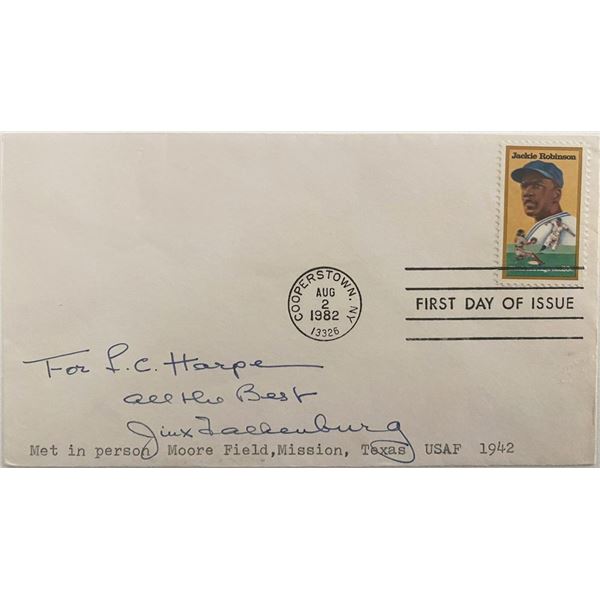 Jackie Robinson
COOPERSTOWN, NY
AUG
2
1982
13326
FIRST DAY OF ISSUE
For L.C. Harpe
all the Best
Jinx Falkenburg
Met in person Moore Field,Mission, Texas USAF 1942